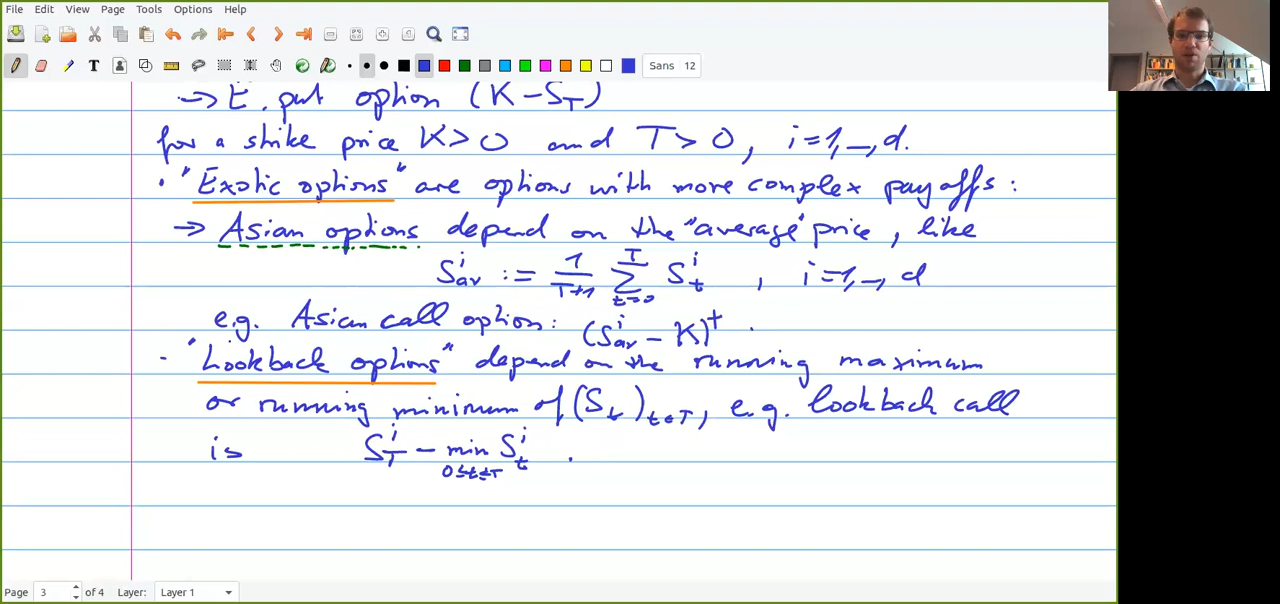 File Edit View Page Tools Options Help
Sans 12
→ E. put option (K - S_T)
for a strike price K > 0 and T > 0, i = 1, ..., d.
· "Exotic options" are options with more complex payoffs:
→ Asian options depend on the "average" price, like
S^i_av := 1/(T+1) ∑_{t=0}^T S^i_t , i = 1, ..., d
e.g. Asian call option: (S^i_av - K)^+ .
· "Lookback options" depend on the running maximum
or running minimum of (S_t)_{t∈T}, e.g. lookback call
is S^i_T - min_{0≤t≤T} S^i_t .
Page 3 of 4 Layer: Layer 1